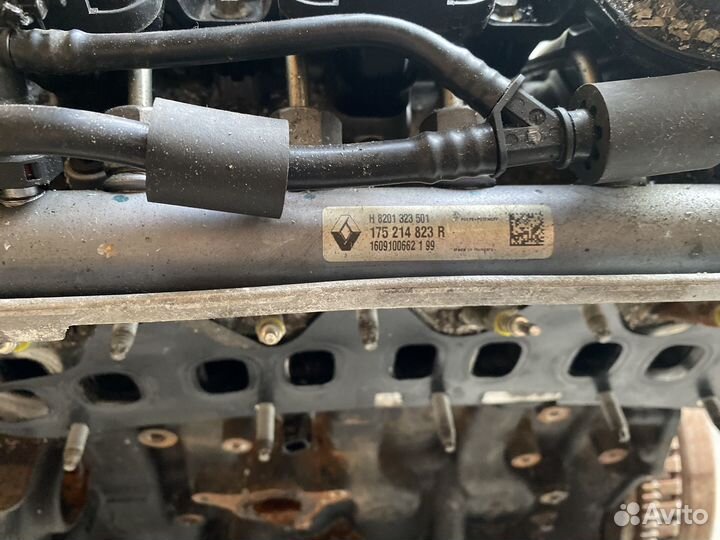 H 8201 323 501
175 214 823 R
1609100662 1 99
Made in Hungary
Avito